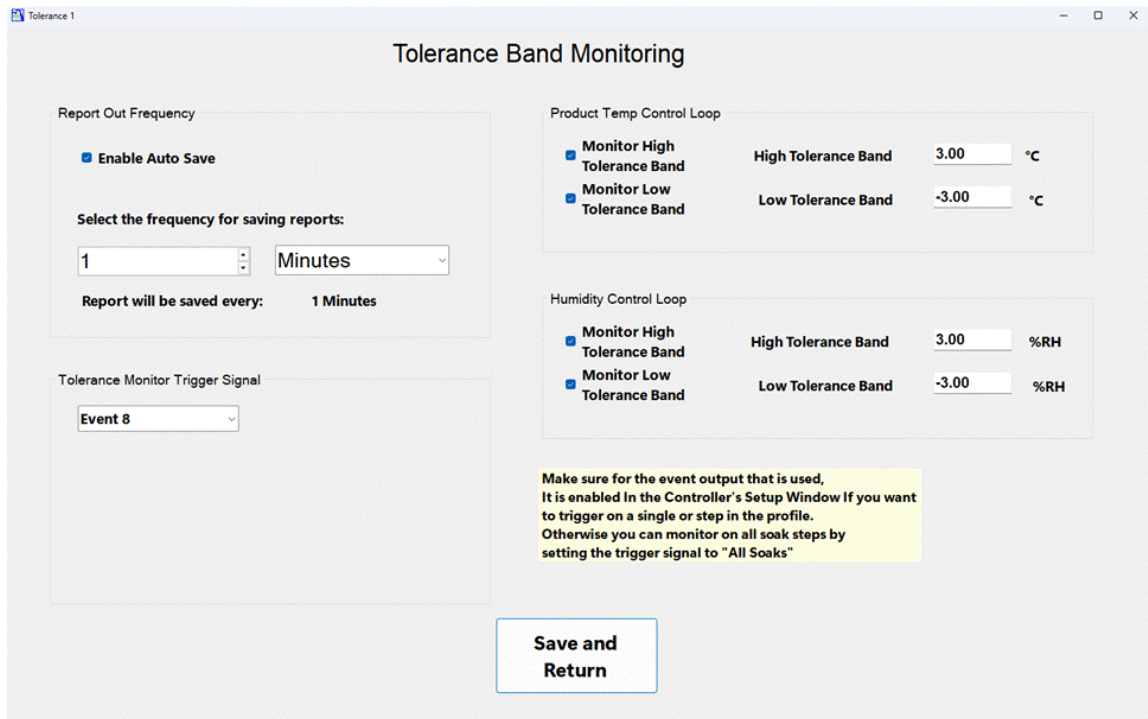 Tolerance 1
Tolerance Band Monitoring
Report Out Frequency
Enable Auto Save
Select the frequency for saving reports:
1
Minutes
Report will be saved every: 1 Minutes
Tolerance Monitor Trigger Signal
Event 8
Product Temp Control Loop
Monitor High
Tolerance Band
High Tolerance Band 3.00 °C
Monitor Low
Tolerance Band
Low Tolerance Band -3.00 °C
Humidity Control Loop
Monitor High
Tolerance Band
High Tolerance Band 3.00 %RH
Monitor Low
Tolerance Band
Low Tolerance Band -3.00 %RH
Make sure for the event output that is used,
It is enabled In the Controller's Setup Window If you want
to trigger on a single or step in the profile.
Otherwise you can monitor on all soak steps by
setting the trigger signal to "All Soaks"
Save and
Return